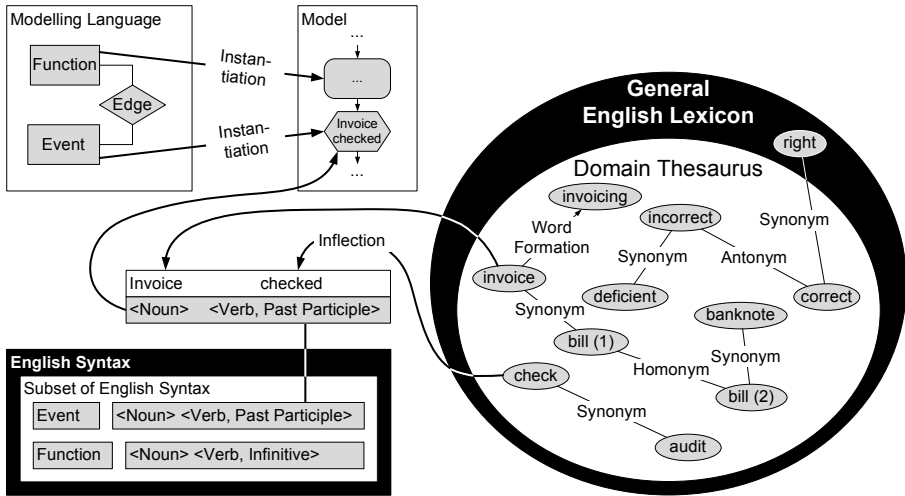 Modelling Language
Function
Edge
Event
Instan-
tiation
Instan-
tiation
Model
...
...
Invoice
checked
...
General
English Lexicon
right
Domain Thesaurus
invoicing
incorrect
Word
Formation
Synonym
Synonym
Antonym
invoice
deficient
correct
Synonym
banknote
bill (1)
Homonym
Synonym
check
bill (2)
Synonym
audit
Inflection
Invoice checked
<Noun> <Verb, Past Participle>
English Syntax
Subset of English Syntax
Event <Noun> <Verb, Past Participle>
Function <Noun> <Verb, Infinitive>